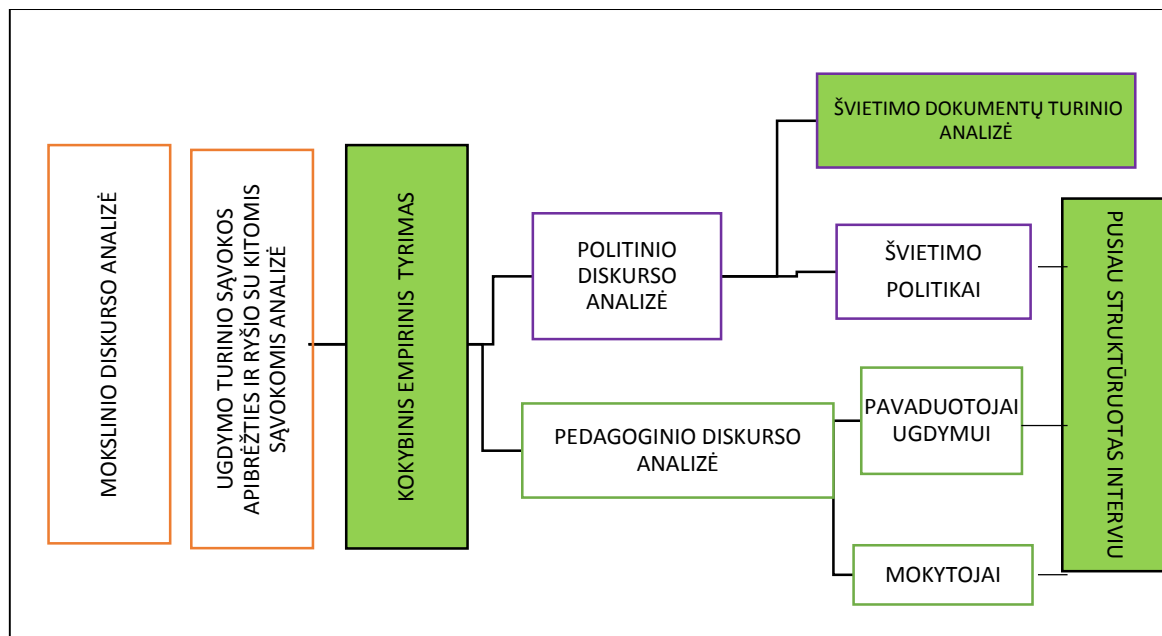 MOKSLINIO DISKURSO ANALIZĖ
UGDYMO TURINIO SĄVOKOS
APIBRĖŽTIES IR RYŠIO SU KITOMIS
SĄVOKOMIS ANALIZĖ
KOKYBINIS EMPIRINIS TYRIMAS
POLITINIO
DISKURSO
ANALIZĖ
PEDAGOGINIO DISKURSO
ANALIZĖ
ŠVIETIMO DOKUMENTŲ TURINIO
ANALIZĖ
ŠVIETIMO
POLITIKAI
PAVADUOTOJAI
UGDYMUI
MOKYTOJAI
PUSIAU STRUKTŪRUOTAS INTERVIU